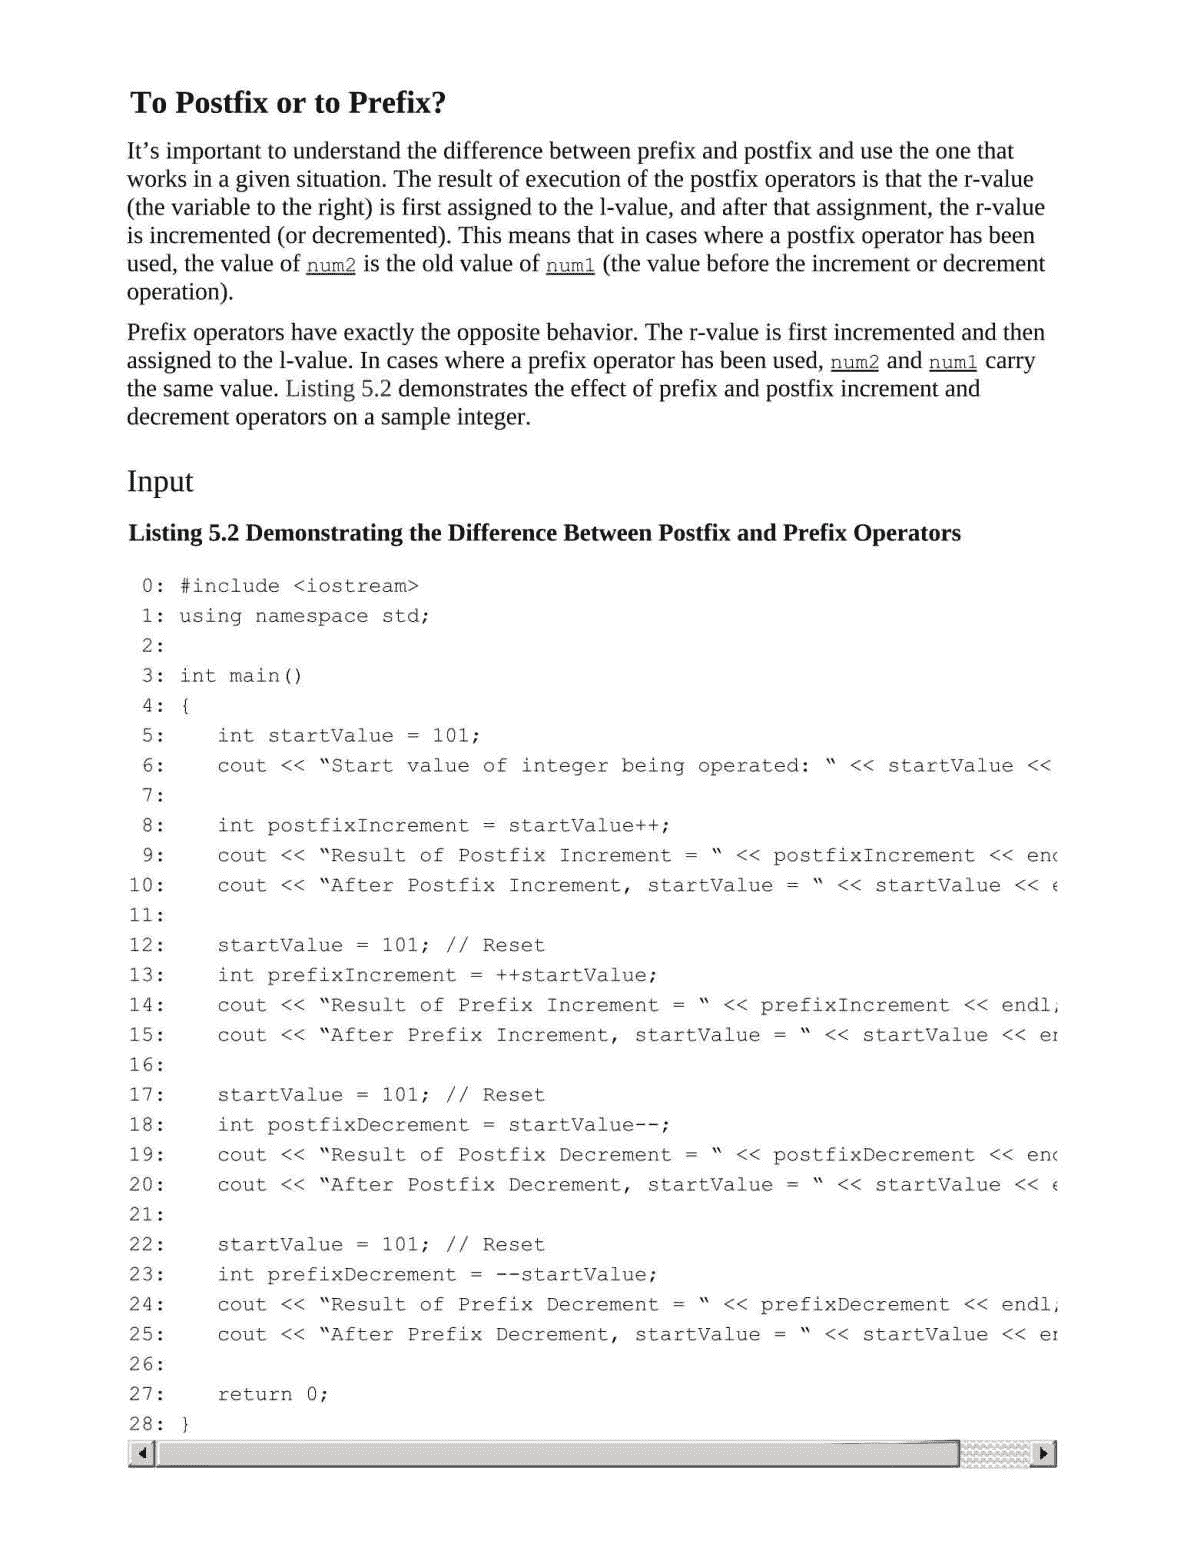 To Postfix or to Prefix?
It’s important to understand the difference between prefix and postfix and use the one that
works in a given situation. The result of execution of the postfix operators is that the r-value
(the variable to the right) is first assigned to the l-value, and after that assignment, the r-value
is incremented (or decremented). This means that in cases where a postfix operator has been
used, the value of num2 is the old value of num1 (the value before the increment or decrement
operation).
Prefix operators have exactly the opposite behavior. The r-value is first incremented and then
assigned to the l-value. In cases where a prefix operator has been used, num2 and num1 carry
the same value. Listing 5.2 demonstrates the effect of prefix and postfix increment and
decrement operators on a sample integer.
Input
Listing 5.2 Demonstrating the Difference Between Postfix and Prefix Operators
0: #include <iostream>
1: using namespace std;
2:
3: int main()
4: {
5:    int startValue = 101;
6:    cout << “Start value of integer being operated: “ << startValue <<
7:
8:    int postfixIncrement = startValue++;
9:    cout << “Result of Postfix Increment = “ << postfixIncrement <<
10:    cout << “After Postfix Increment, startValue = “ << startValue <<
11:
12:    startValue = 101; // Reset
13:    int prefixIncrement = ++startValue;
14:    cout << “Result of Prefix Increment = “ << prefixIncrement << endl;
15:    cout << “After Prefix Increment, startValue = “ << startValue <<
16:
17:    startValue = 101; // Reset
18:    int postfixDecrement = startValue--;
19:    cout << “Result of Postfix Decrement = “ << postfixDecrement <<
20:    cout << “After Postfix Decrement, startValue = “ << startValue <<
21:
22:    startValue = 101; // Reset
23:    int prefixDecrement = --startValue;
24:    cout << “Result of Prefix Decrement = “ << prefixDecrement << endl;
25:    cout << “After Prefix Decrement, startValue = “ << startValue <<
26:
27:    return 0;
28: }